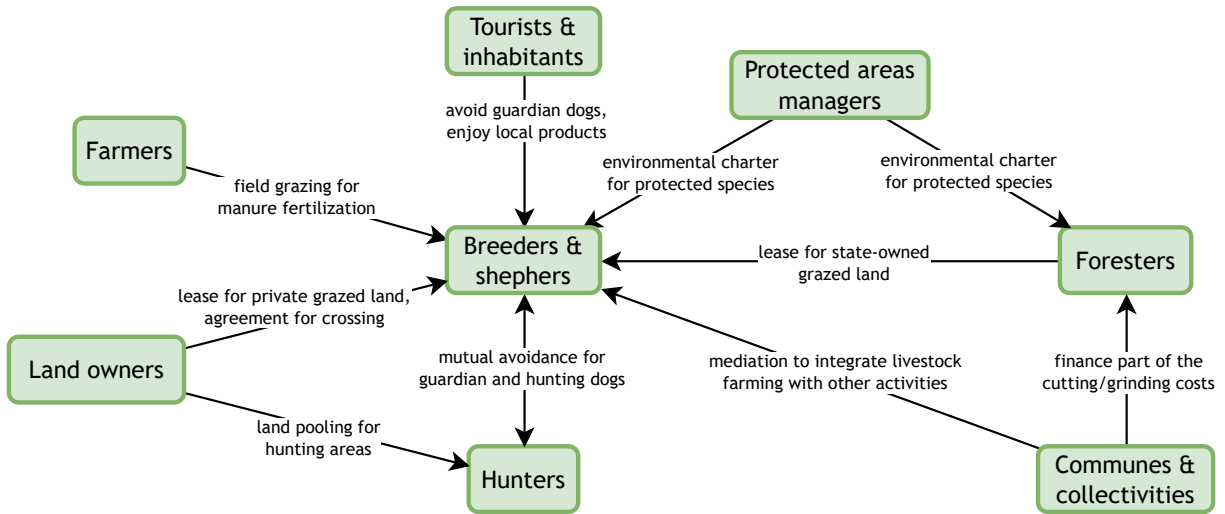 Tourists &
inhabitants
Protected areas
managers
avoid guardian dogs,
enjoy local products
Farmers
environmental charter
for protected species
environmental charter
for protected species
field grazing for
manure fertilization
Breeders &
shephers
lease for state-owned
grazed land
Foresters
lease for private grazed land,
agreement for crossing
Land owners
mutual avoidance for
guardian and hunting dogs
mediation to integrate livestock
farming with other activities
finance part of the
cutting/grinding costs
land pooling for
hunting areas
Hunters
Communes &
collectivities